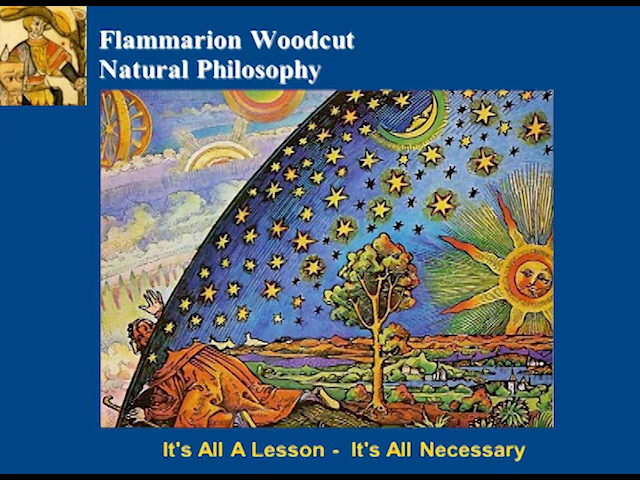 Flammarion Woodcut
Natural Philosophy
It's All A Lesson - It's All Necessary